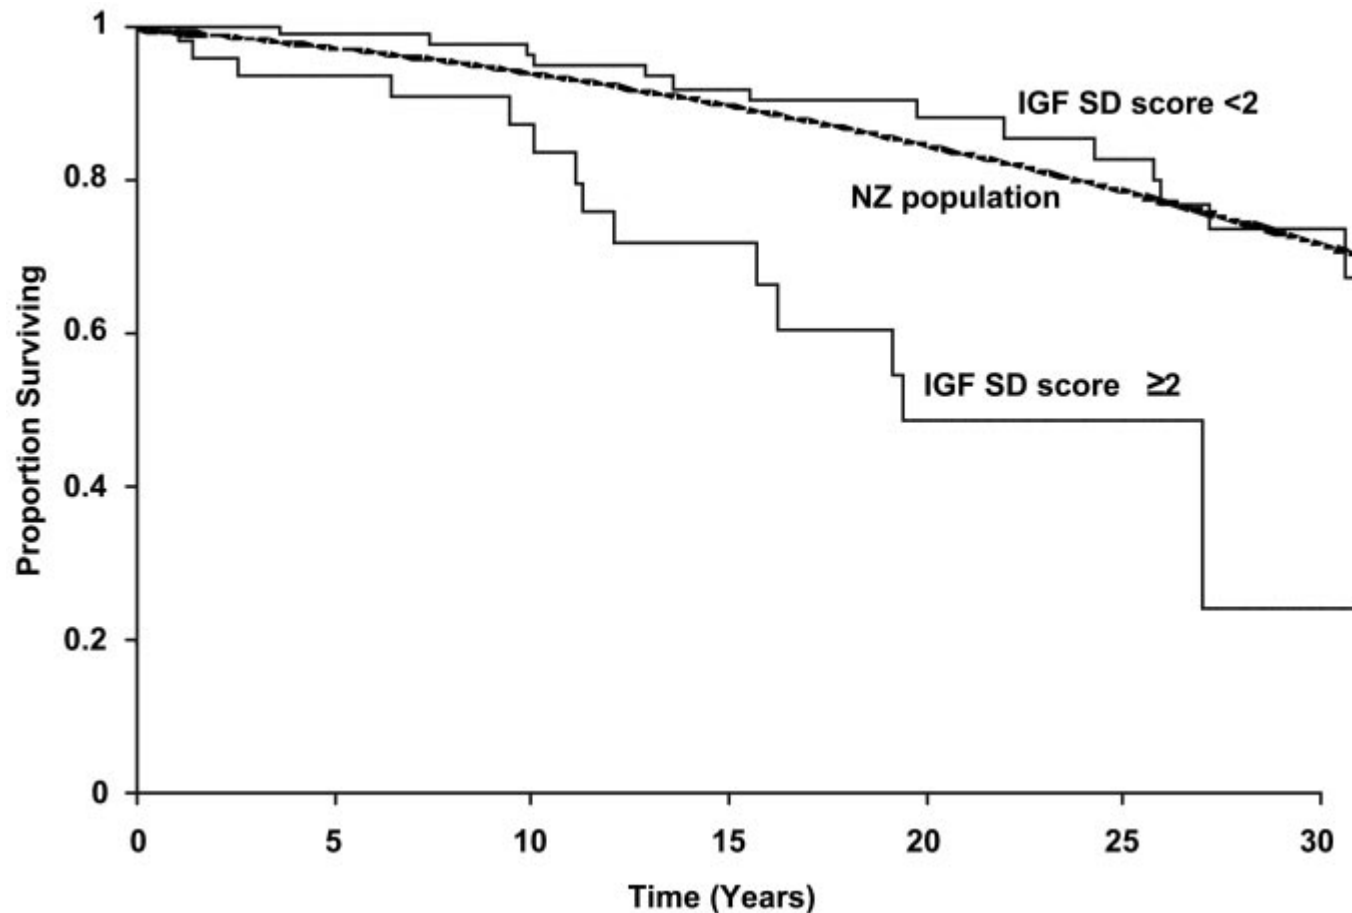 1
0.8
0.6
0.4
0.2
0
Proportion Surviving
IGF SD score <2
NZ population
IGF SD score ≥2
0 5 10 15 20 25 30
Time (Years)